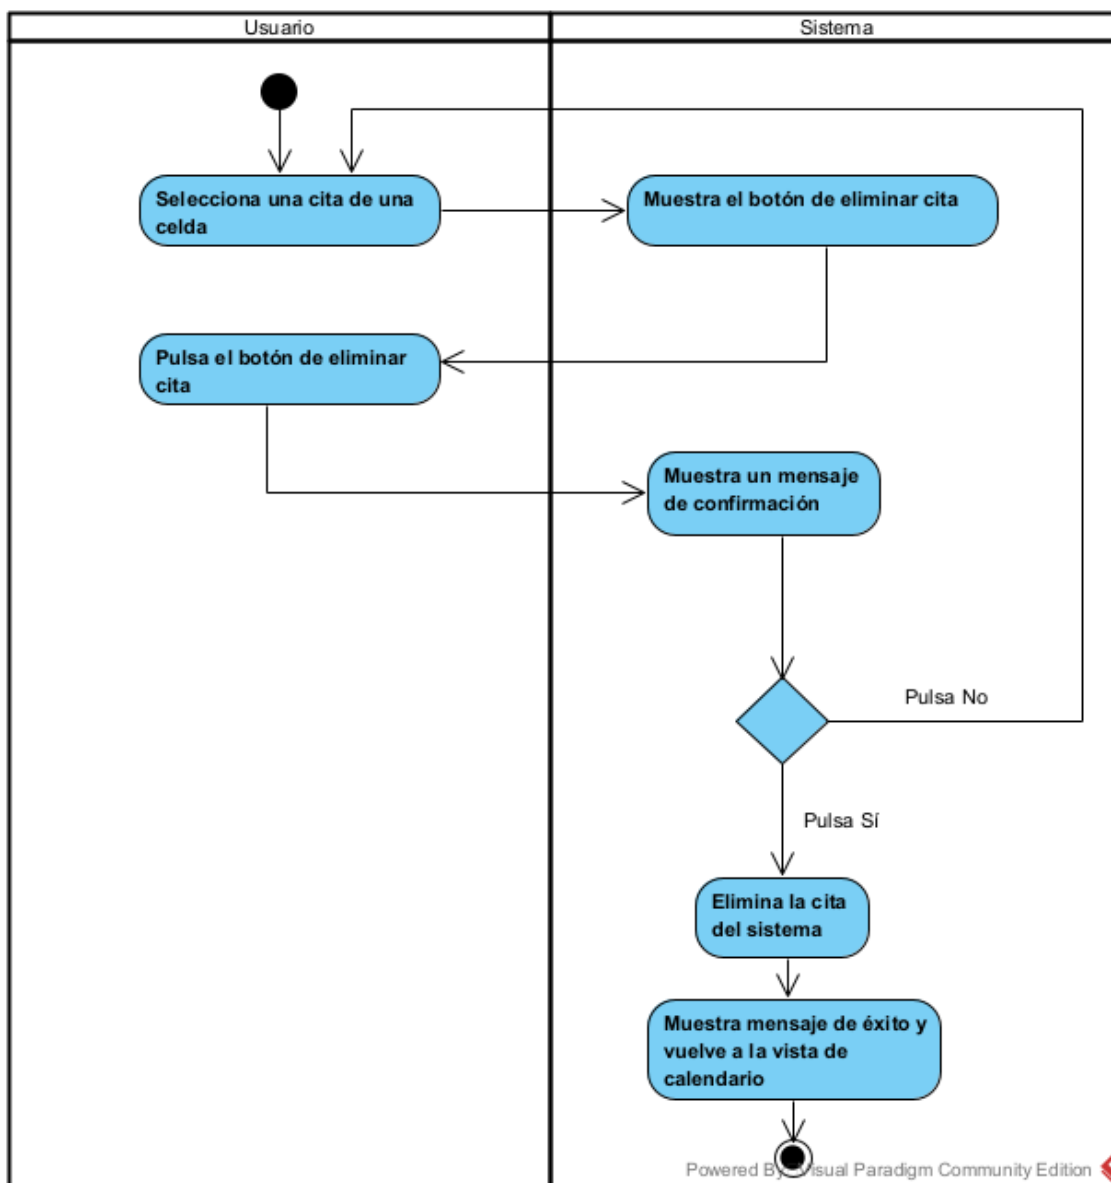 Usuario
Sistema
Selecciona una cita de una
celda
Muestra el botón de eliminar cita
Pulsa el botón de eliminar
cita
Muestra un mensaje
de confirmación
Pulsa No
Pulsa Sí
Elimina la cita
del sistema
Muestra mensaje de éxito y
vuelve a la vista de
calendario
Powered By Visual Paradigm Community Edition